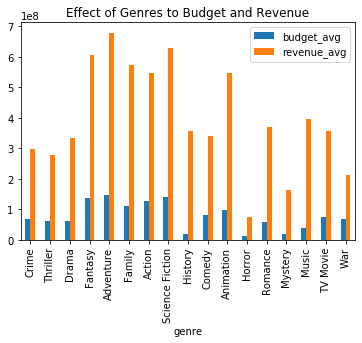 Effect of Genres to Budget and Revenue
1e8
budget_avg
revenue_avg
7
6
5
4
3
2
1
0
Crime
Thriller
Drama
Fantasy
Adventure
Family
Action
Science Fiction
History
Comedy
Animation
Horror
Romance
Mystery
Music
TV Movie
War
genre